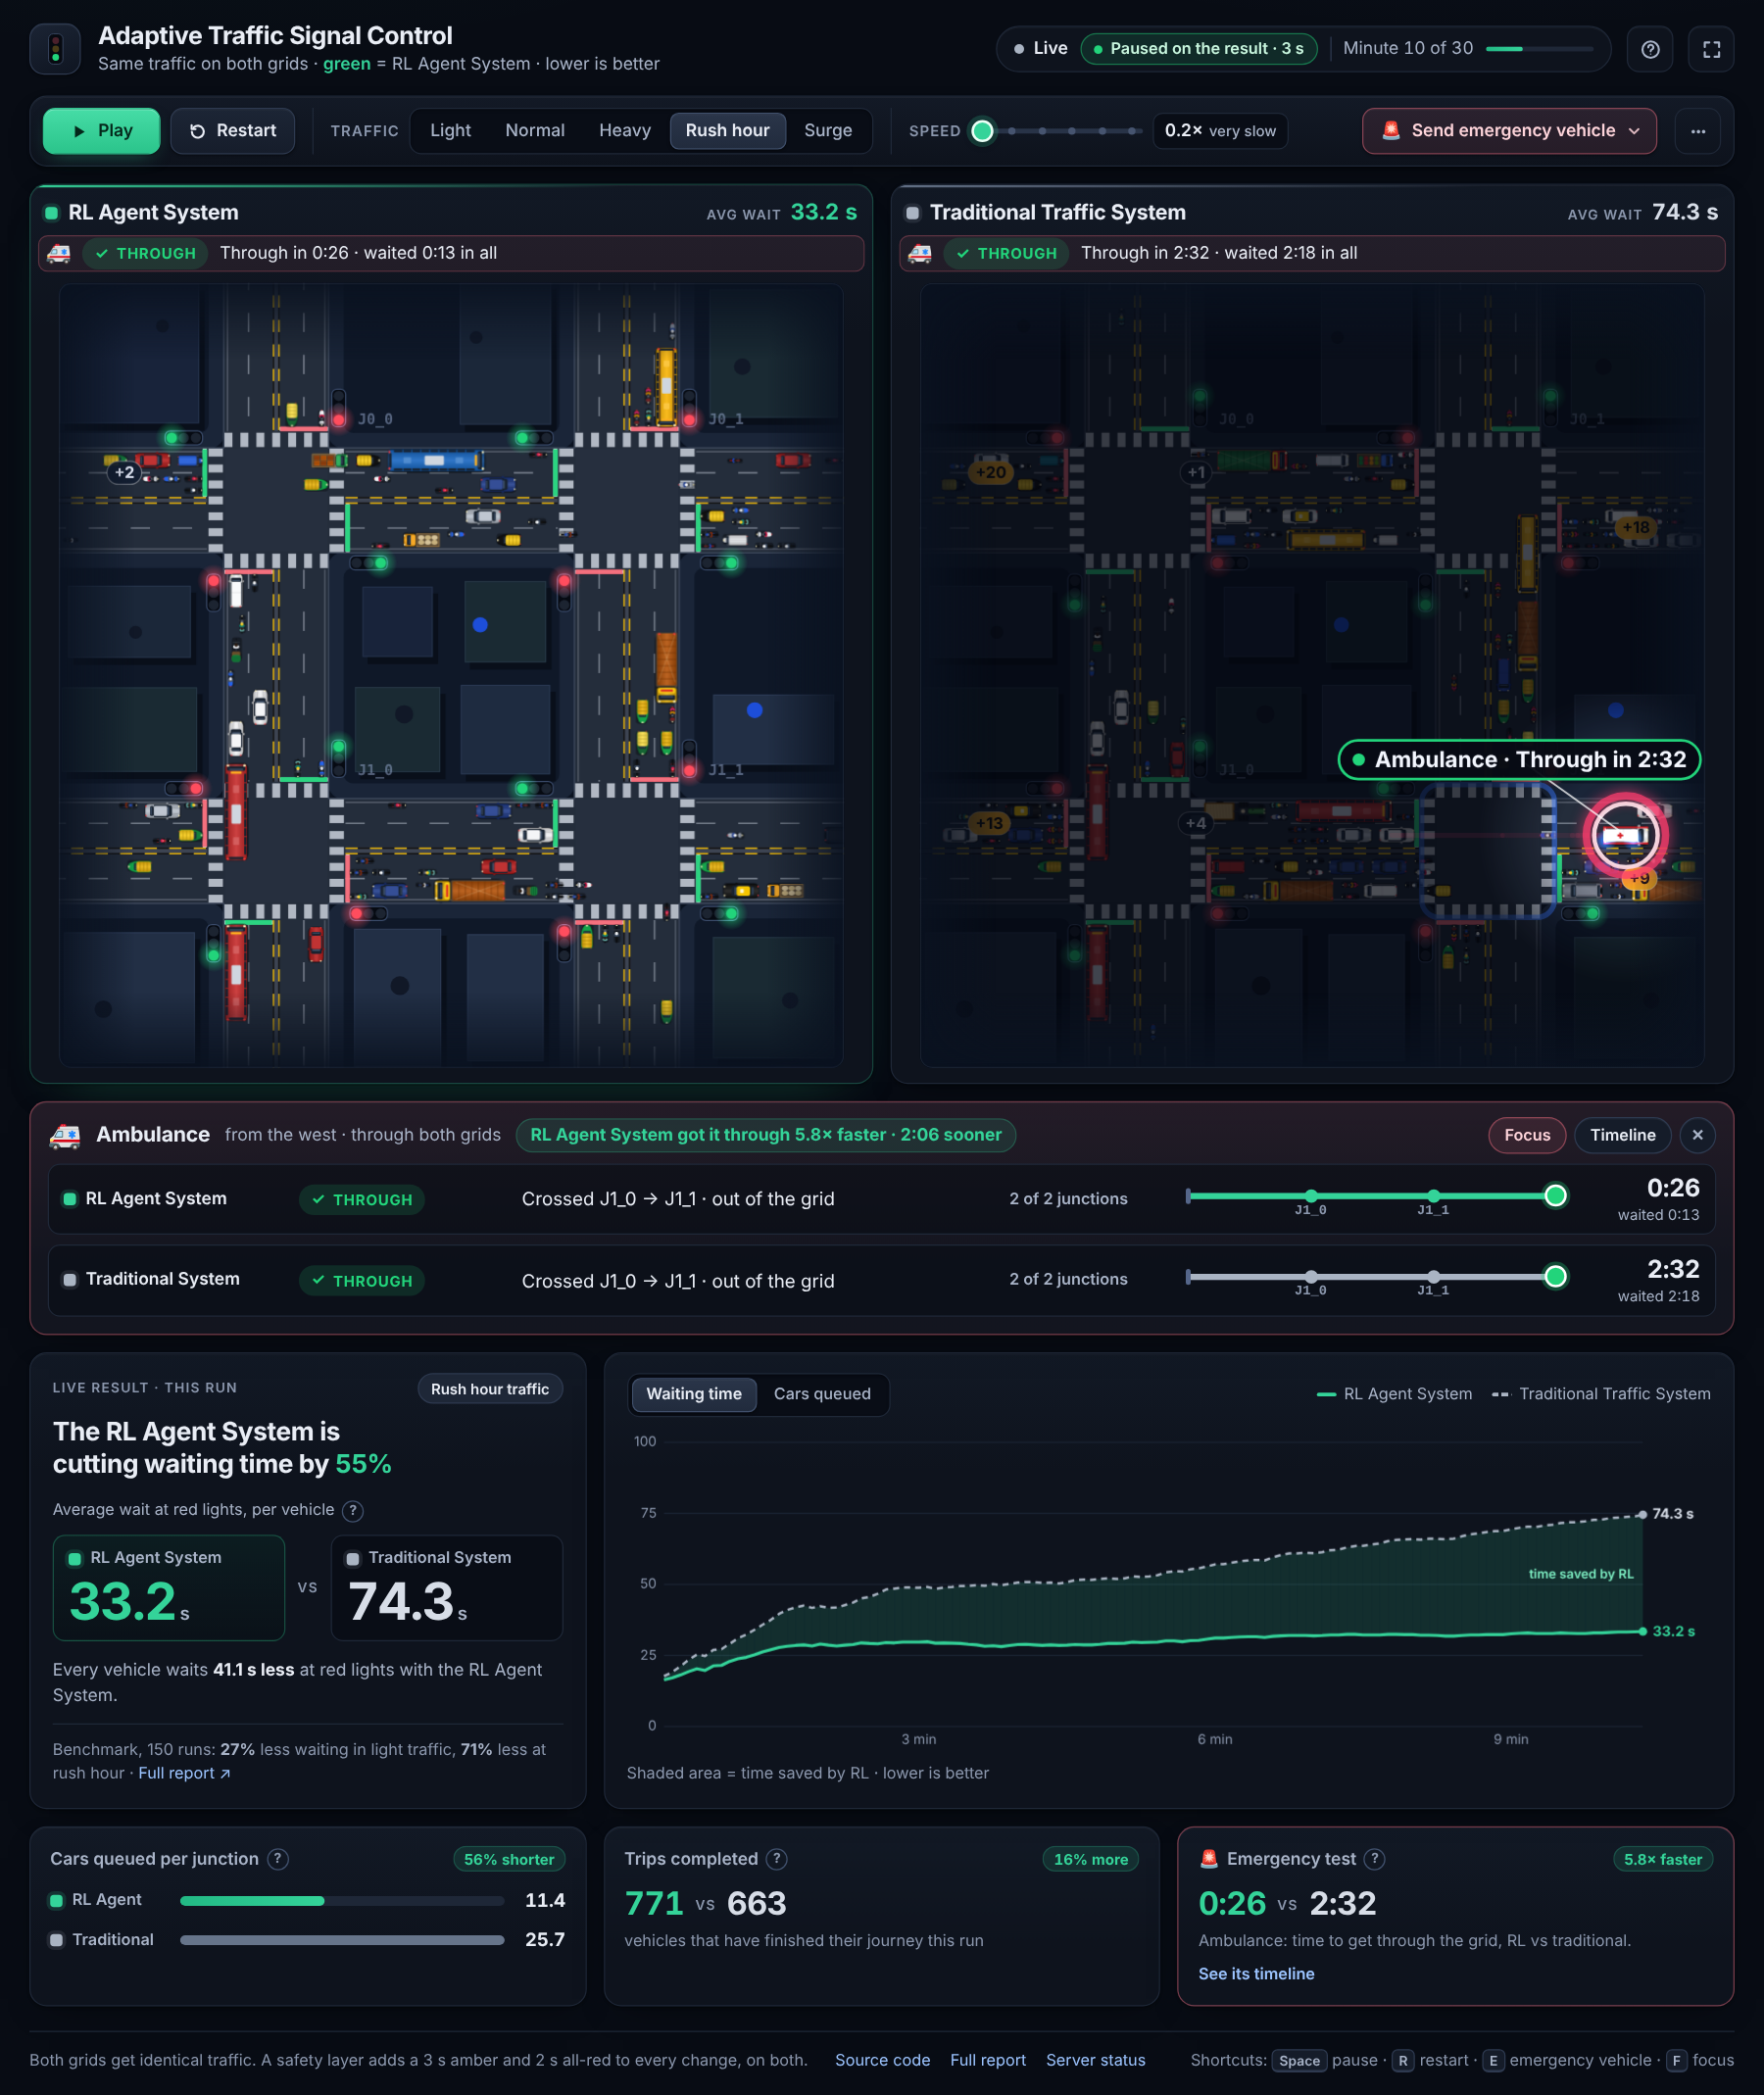 Adaptive Traffic Signal Control
Same traffic on both grids · green = RL Agent System · lower is better
Live
Paused on the result · 3 s
Minute 10 of 30
Play
Restart
TRAFFIC
Light
Normal
Heavy
Rush hour
Surge
SPEED
0.2× very slow
Send emergency vehicle
RL Agent System
AVG WAIT 33.2 s
THROUGH
Through in 0:26 · waited 0:13 in all
J0_0
J0_1
+2
J1_0
J1_1
Traditional Traffic System
AVG WAIT 74.3 s
THROUGH
Through in 2:32 · waited 2:18 in all
J0_0
J0_1
+20
+1
+18
Ambulance · Through in 2:32
J1_0
+13
+4
+9
Ambulance
from the west · through both grids
RL Agent System got it through 5.8× faster · 2:06 sooner
Focus
Timeline
RL Agent System
THROUGH
Crossed J1_0 → J1_1 · out of the grid
2 of 2 junctions
J1_0
J1_1
0:26
waited 0:13
Traditional System
THROUGH
Crossed J1_0 → J1_1 · out of the grid
2 of 2 junctions
J1_0
J1_1
2:32
waited 2:18
LIVE RESULT · THIS RUN
Rush hour traffic
The RL Agent System is
cutting waiting time by 55%
Average wait at red lights, per vehicle ?
RL Agent System
33.2 s
vs
Traditional System
74.3 s
Every vehicle waits 41.1 s less at red lights with the RL Agent
System.
Benchmark, 150 runs: 27% less waiting in light traffic, 71% less at
rush hour · Full report ↗
Waiting time
Cars queued
RL Agent System
Traditional Traffic System
100
75
50
25
0
74.3 s
time saved by RL
33.2 s
3 min
6 min
9 min
Shaded area = time saved by RL · lower is better
Cars queued per junction ?
56% shorter
RL Agent
11.4
Traditional
25.7
Trips completed ?
16% more
771 vs 663
vehicles that have finished their journey this run
Emergency test ?
5.8× faster
0:26 vs 2:32
Ambulance: time to get through the grid, RL vs traditional.
See its timeline
Both grids get identical traffic. A safety layer adds a 3 s amber and 2 s all-red to every change, on both.
Source code
Full report
Server status
Shortcuts: Space pause · R restart · E emergency vehicle · F focus